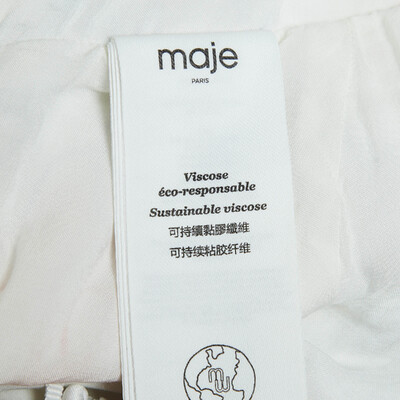 maje
PARIS
Viscose
éco-responsable
Sustainable viscose
可持續黏膠纖維
可持续粘胶纤维